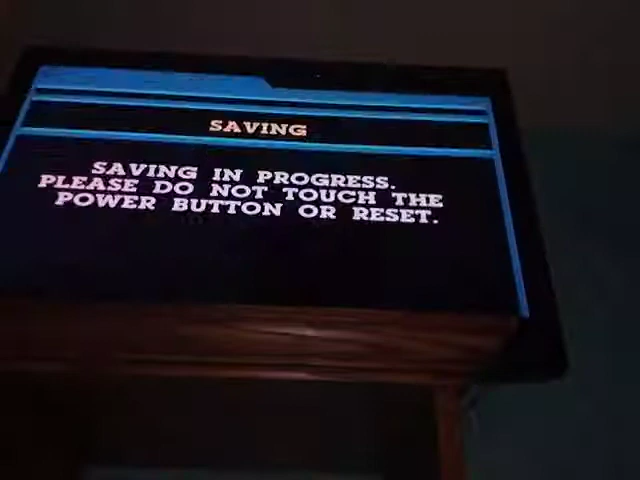 SAVING
SAVING IN PROGRESS.
PLEASE DO NOT TOUCH THE
POWER BUTTON OR RESET.